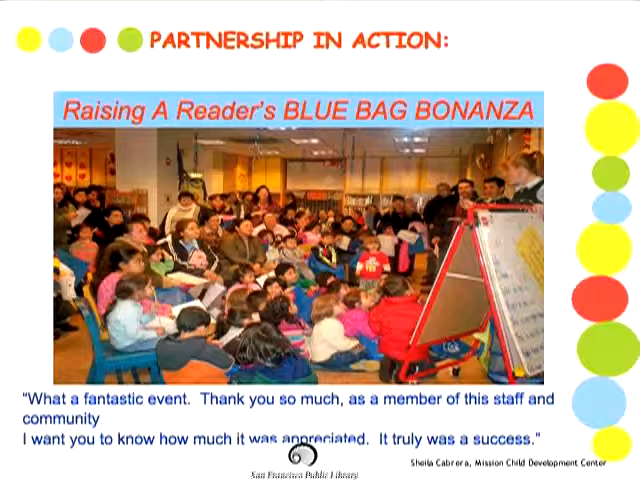 PARTNERSHIP IN ACTION:
Raising A Reader's BLUE BAG BONANZA
“What a fantastic event.  Thank you so much, as a member of this staff and
community
I want you to know how much it was appreciated.  It truly was a success.”
Sheila Cabrera, Mission Child Development Center
San Francisco Public Library